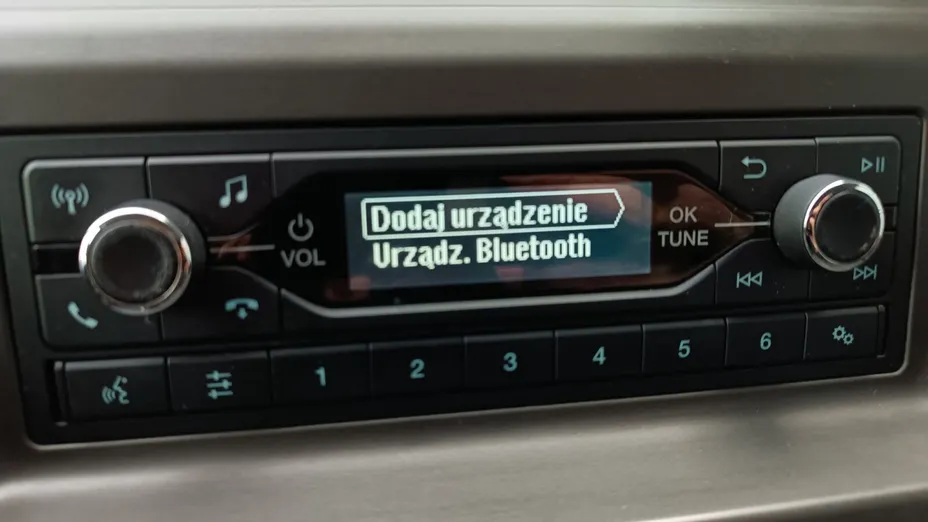 Dodaj urządzenie
Urządz. Bluetooth
VOL
OK
TUNE
1 2 3 4 5 6